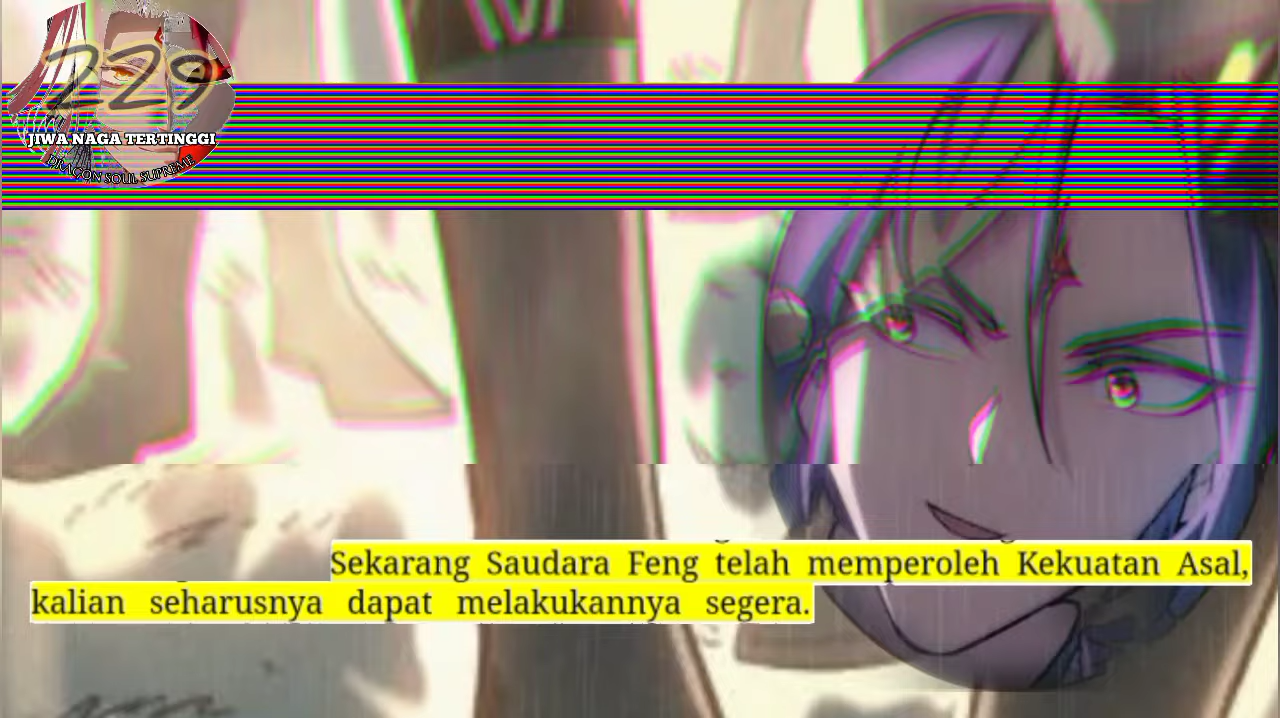 229
JIWA NAGA TERTINGGI
DRAGON SOUL SUPREME
Sekarang Saudara Feng telah memperoleh Kekuatan Asal,
kalian seharusnya dapat melakukannya segera.